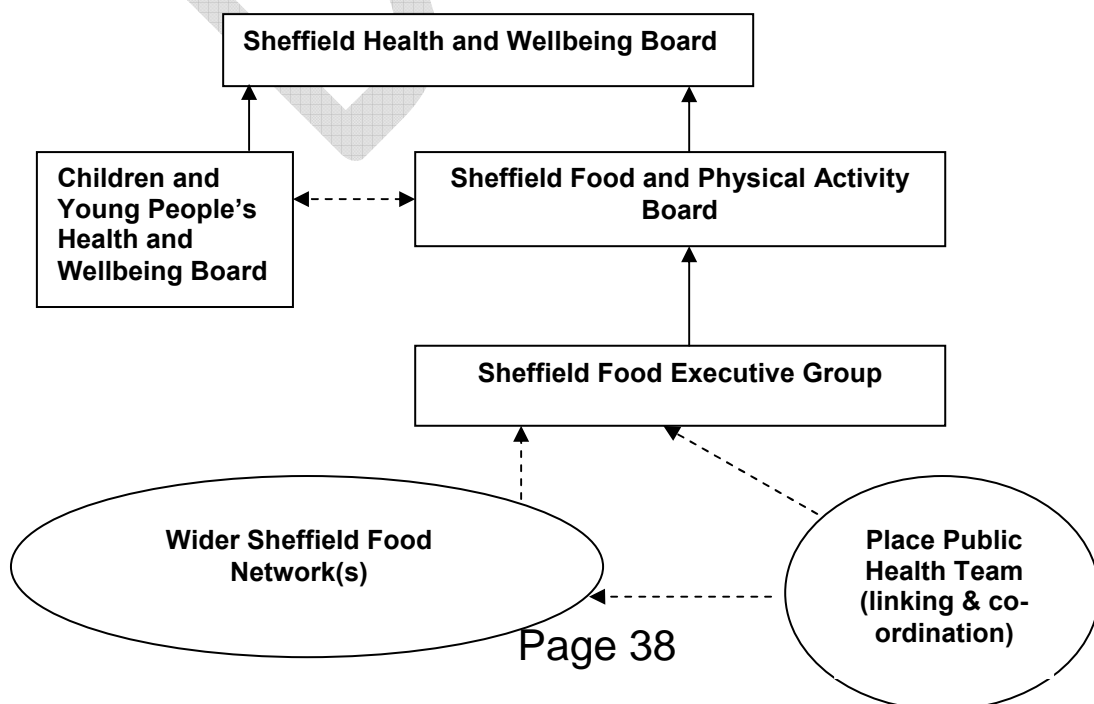 Sheffield Health and Wellbeing Board
Children and
Young People’s
Health and
Wellbeing Board
Sheffield Food and Physical Activity
Board
Sheffield Food Executive Group
Wider Sheffield Food
Network(s)
Place Public
Health Team
(linking & co-
ordination)
Page 38